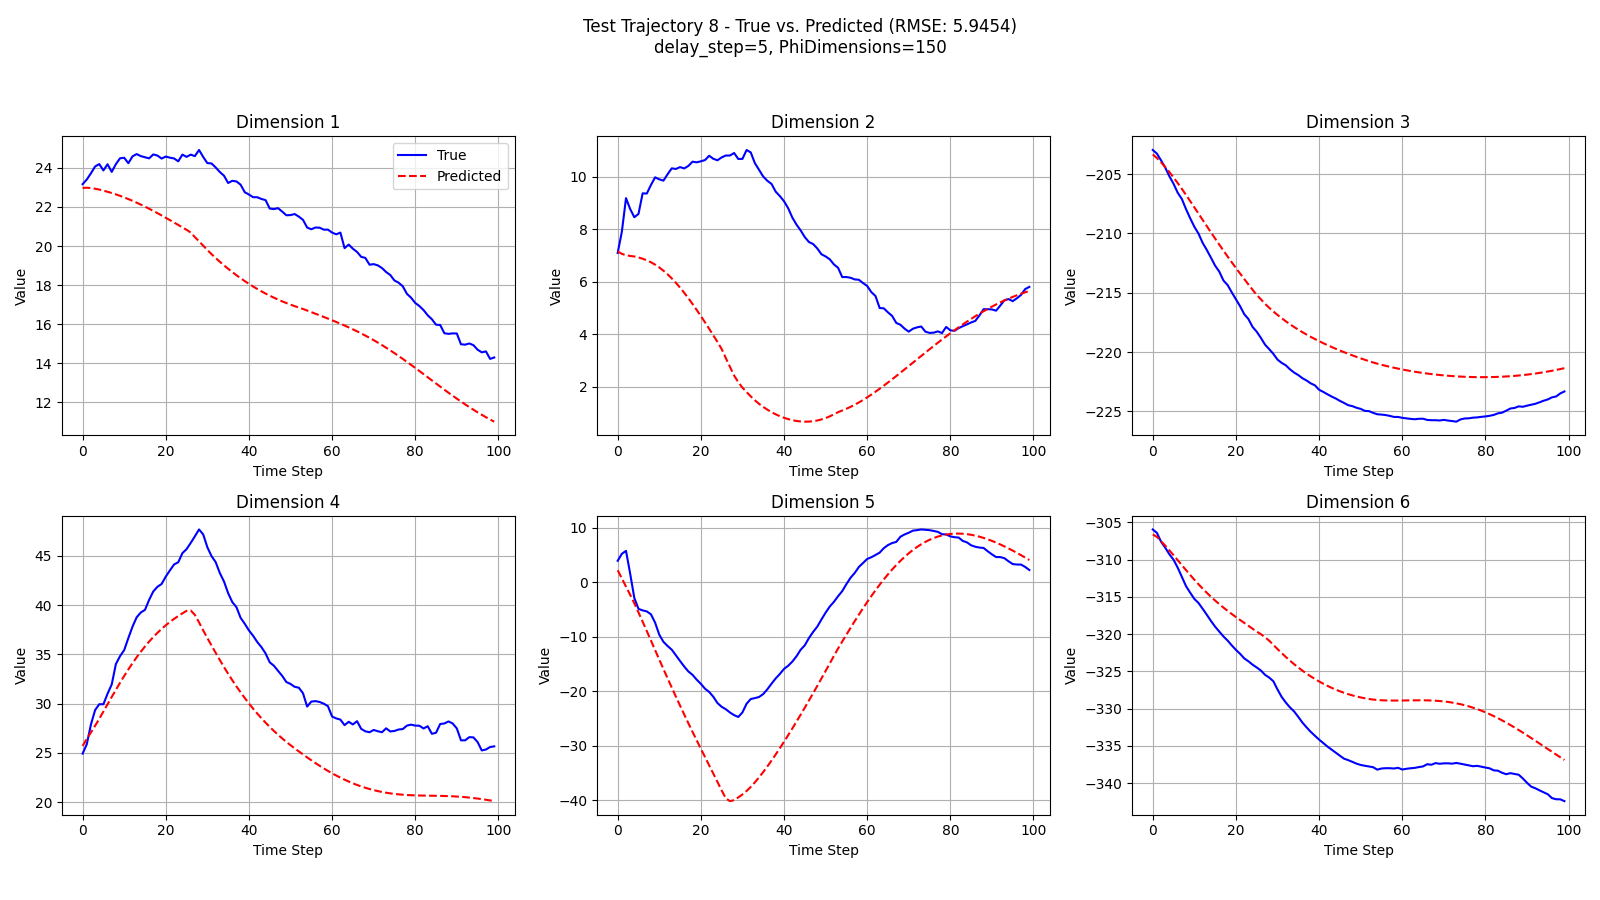 Test Trajectory 8 - True vs. Predicted (RMSE: 5.9454)
delay_step=5, PhiDimensions=150
Dimension 1
24
22
20
18
16
14
12
Value
0 20 40 60 80 100
Time Step
True
Predicted
Dimension 2
10
8
6
4
2
Value
0 20 40 60 80 100
Time Step
Dimension 3
−205
−210
−215
−220
−225
Value
0 20 40 60 80 100
Time Step
Dimension 4
45
40
35
30
25
20
Value
0 20 40 60 80 100
Time Step
Dimension 5
10
0
−10
−20
−30
−40
Value
0 20 40 60 80 100
Time Step
Dimension 6
−305
−310
−315
−320
−325
−330
−335
−340
Value
0 20 40 60 80 100
Time Step